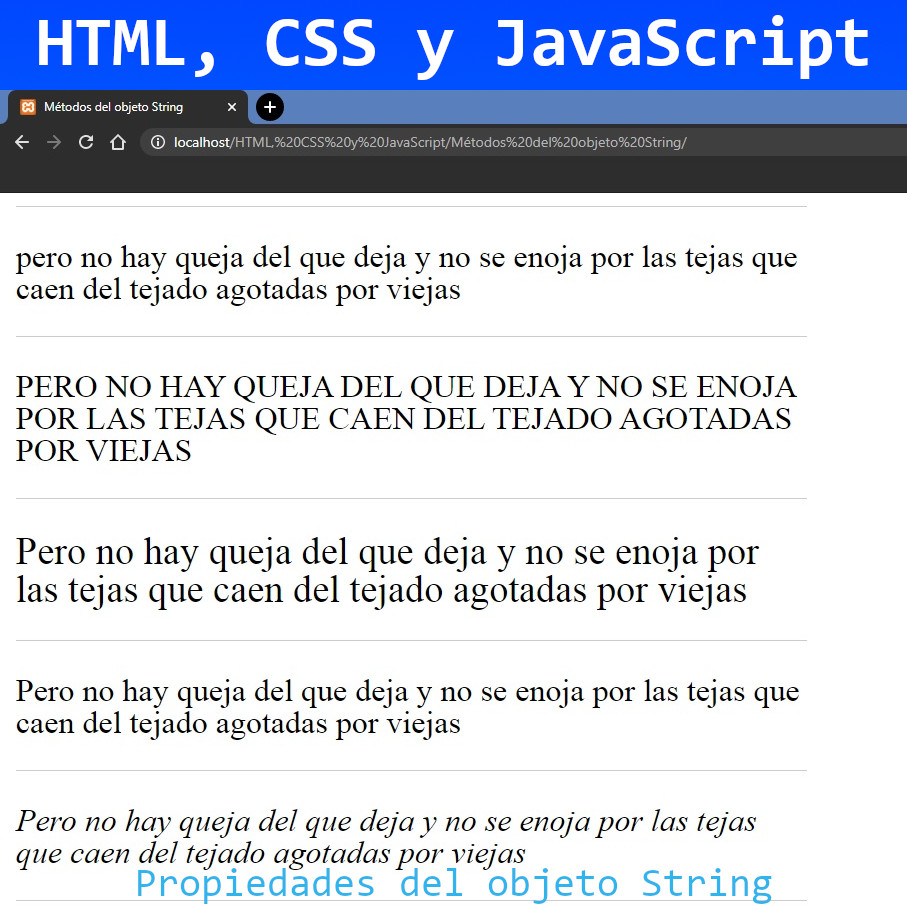 HTML, CSS y JavaScript
Métodos del objeto String
localhost/HTML,%20CSS%20y%20JavaScript/Métodos%20del%20objeto%20String/
pero no hay queja del que deja y no se enoja por las tejas que
caen del tejado agotadas por viejas
PERO NO HAY QUEJA DEL QUE DEJA Y NO SE ENOJA
POR LAS TEJAS QUE CAEN DEL TEJADO AGOTADAS
POR VIEJAS
Pero no hay queja del que deja y no se enoja por
las tejas que caen del tejado agotadas por viejas
Pero no hay queja del que deja y no se enoja por las tejas que
caen del tejado agotadas por viejas
Pero no hay queja del que deja y no se enoja por las tejas
que caen del tejado agotadas por viejas
Propiedades del objeto String